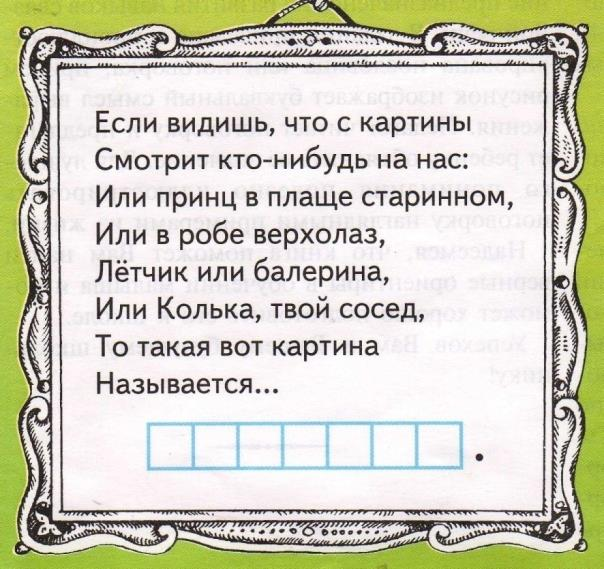 Если видишь, что с картины
Смотрит кто-нибудь на нас:
Или принц в плаще старинном,
Или в робе верхолаз,
Лётчик или балерина,
Или Колька, твой сосед,
То такая вот картина
Называется...
.